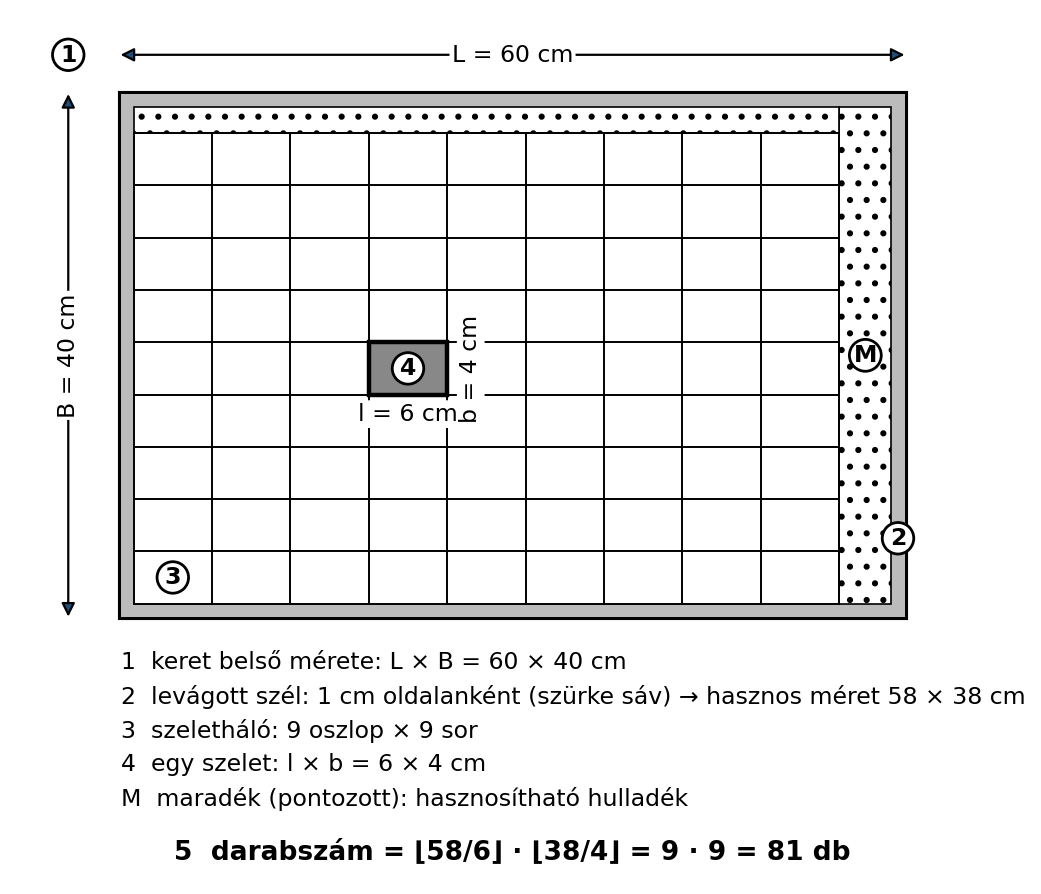 1
L = 60 cm
B = 40 cm
M
4
b = 4 cm
l = 6 cm
2
3
1 keret belső mérete: L × B = 60 × 40 cm
2 levágott szél: 1 cm oldalanként (szürke sáv) → hasznos méret 58 × 38 cm
3 szeletháló: 9 oszlop × 9 sor
4 egy szelet: l × b = 6 × 4 cm
M maradék (pontozott): hasznosítható hulladék
5 darabszám = ⌊58/6⌋ · ⌊38/4⌋ = 9 · 9 = 81 db